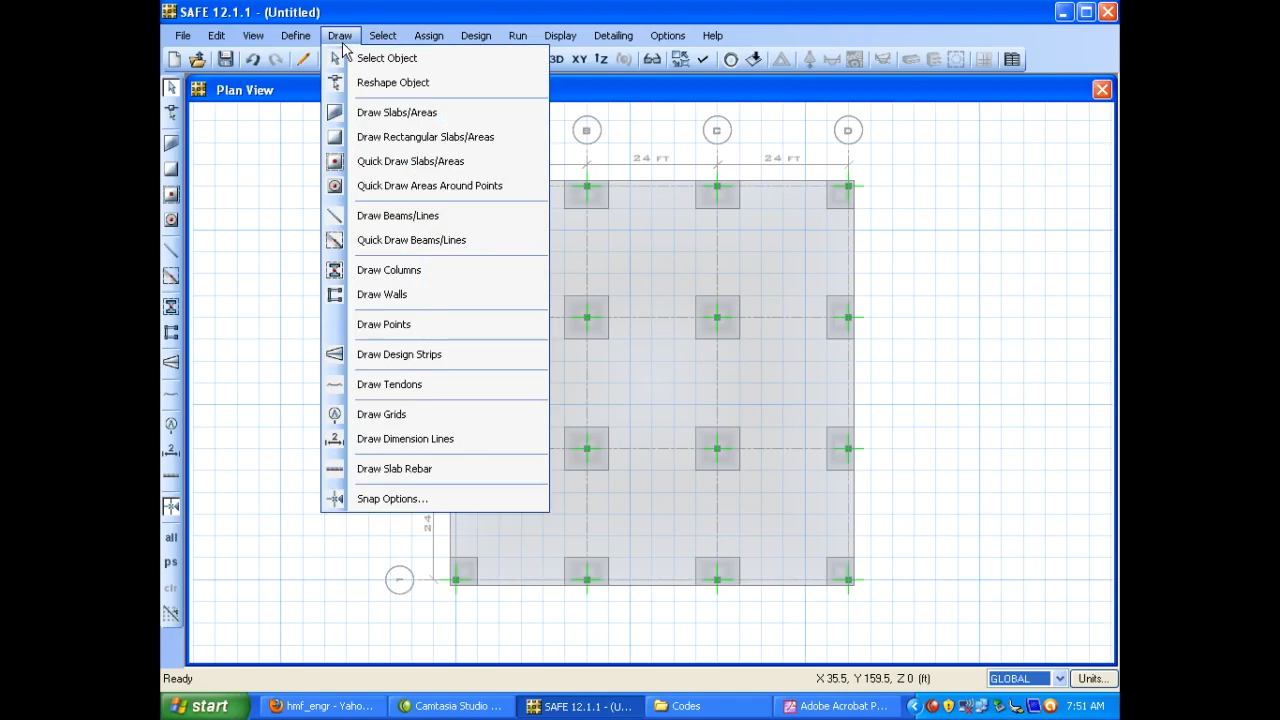 SAFE 12.1.1 - (Untitled)
File Edit View Define Draw Select Assign Design Run Display Detailing Options Help
3D XY
Plan View
Select Object
Reshape Object
Draw Slabs/Areas
Draw Rectangular Slabs/Areas
Quick Draw Slabs/Areas
Quick Draw Areas Around Points
Draw Beams/Lines
Quick Draw Beams/Lines
Draw Columns
Draw Walls
Draw Points
Draw Design Strips
Draw Tendons
Draw Grids
Draw Dimension Lines
Draw Slab Rebar
Snap Options...
B C D
24 FT 24 FT
all
ps
clr
Ready
X 35.5, Y 159.5, Z 0 (ft)
GLOBAL
Units...
start
hmf_engr - Yaho...
Camtasia Studio ...
SAFE 12.1.1 - (U...
Codes
Adobe Acrobat P...
7:51 AM